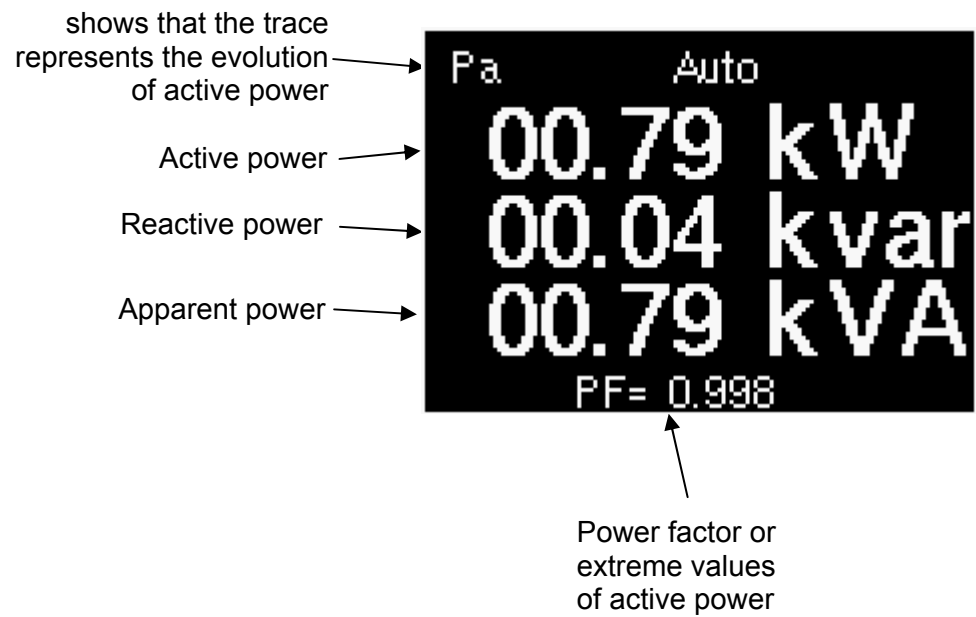 shows that the trace
represents the evolution
of active power
Pa Auto
Active power
00.79 kW
Reactive power
00.04 kvar
Apparent power
00.79 kVA
PF= 0.998
Power factor or
extreme values
of active power